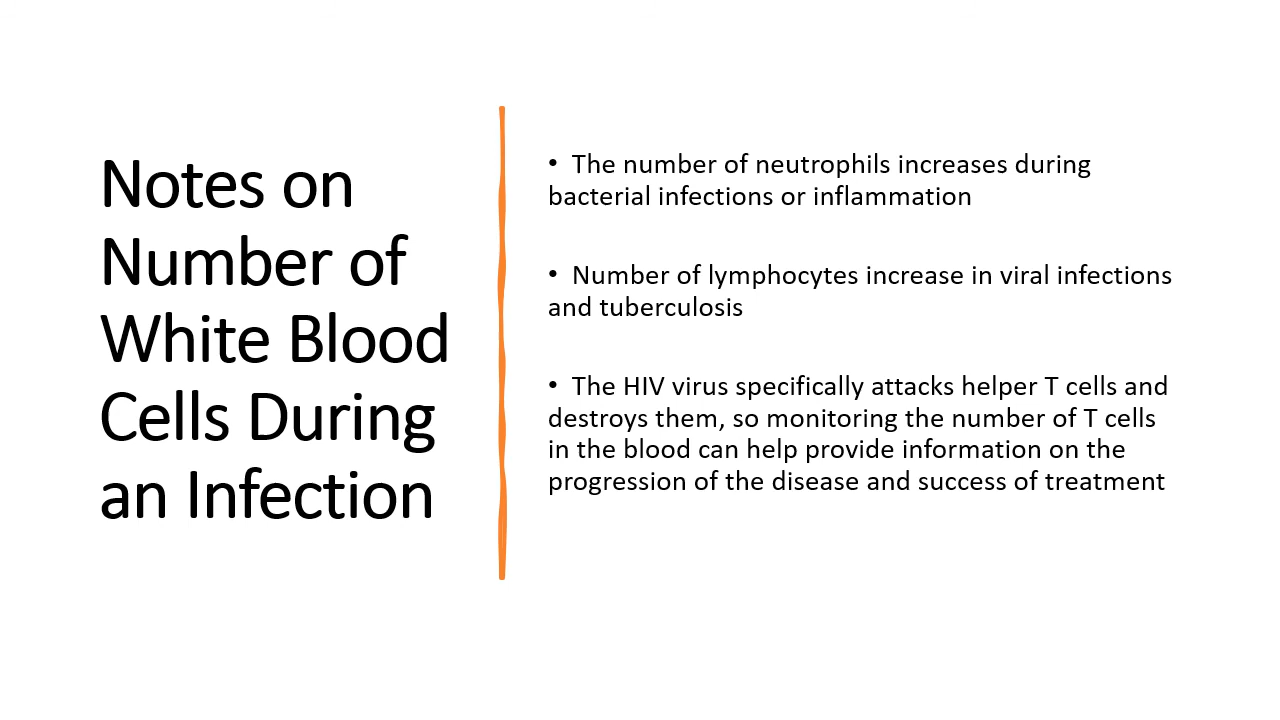 Notes on
Number of
White Blood
Cells During
an Infection
• The number of neutrophils increases during
bacterial infections or inflammation
• Number of lymphocytes increase in viral infections
and tuberculosis
• The HIV virus specifically attacks helper T cells and
destroys them, so monitoring the number of T cells
in the blood can help provide information on the
progression of the disease and success of treatment